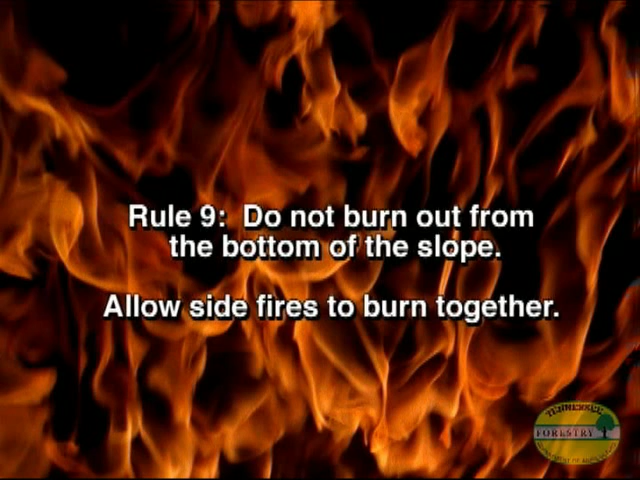 Rule 9:  Do not burn out from
the bottom of the slope.
Allow side fires to burn together.
TENNESSEE
FORESTRY